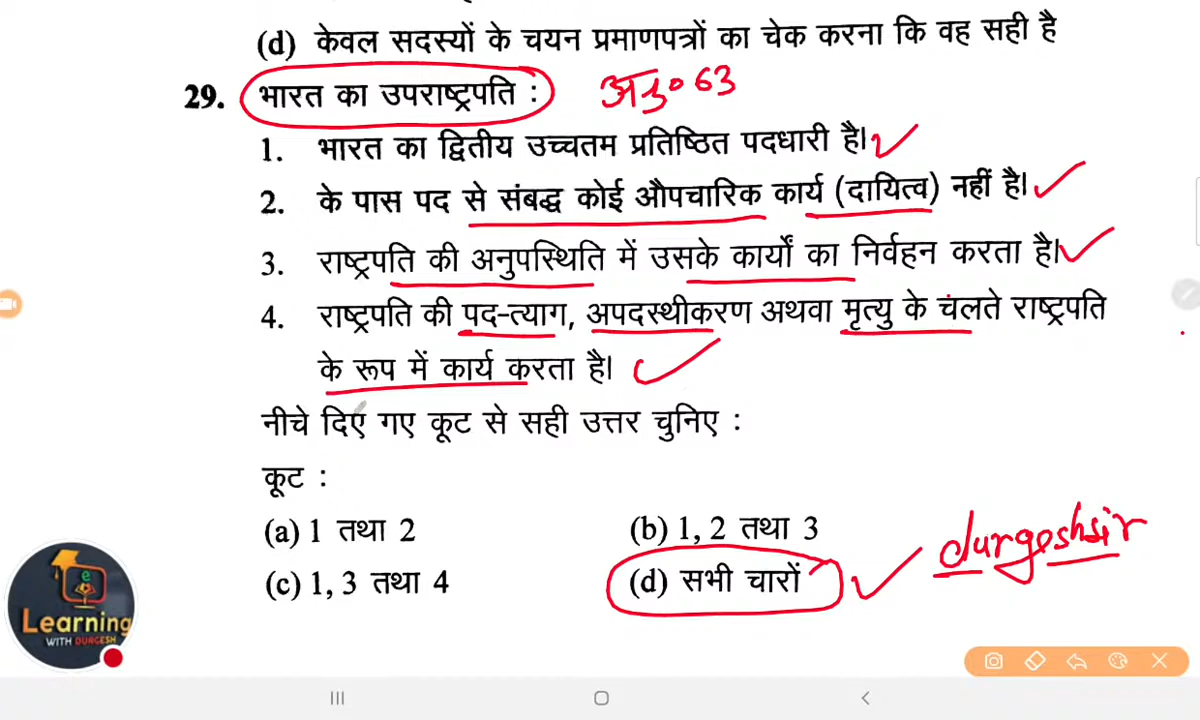 (d) केवल सदस्यों के चयन प्रमाणपत्रों का चेक करना कि वह सही है
29. भारत का उपराष्ट्रपति : अनु० 63
1. भारत का द्वितीय उच्चतम प्रतिष्ठित पदधारी है।
2. के पास पद से संबद्ध कोई औपचारिक कार्य (दायित्व) नहीं है।
3. राष्ट्रपति की अनुपस्थिति में उसके कार्यों का निर्वहन करता है।
4. राष्ट्रपति की पद-त्याग, अपदस्थीकरण अथवा मृत्यु के चलते राष्ट्रपति
के रूप में कार्य करता है।
नीचे दिए गए कूट से सही उत्तर चुनिए :
कूट :
(a) 1 तथा 2 (b) 1, 2 तथा 3
(c) 1, 3 तथा 4 (d) सभी चारों
durgeshsir
e
Learning
WITH DURGESH